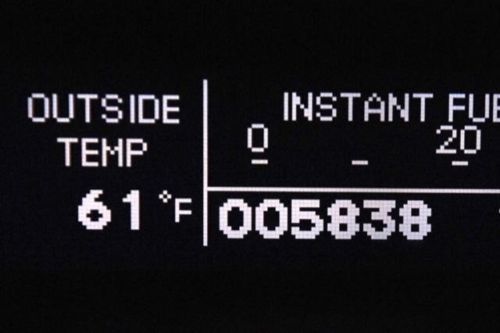 OUTSIDE
TEMP
61°F
INSTANT
0 20
005838